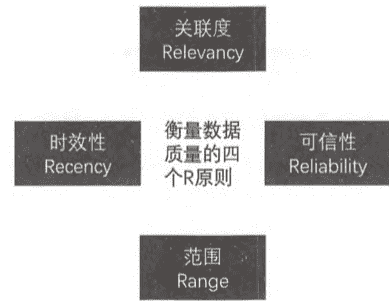 关联度
Relevancy
时效性
Recency
衡量数据
质量的四
个R原则
可信性
Reliability
范围
Range